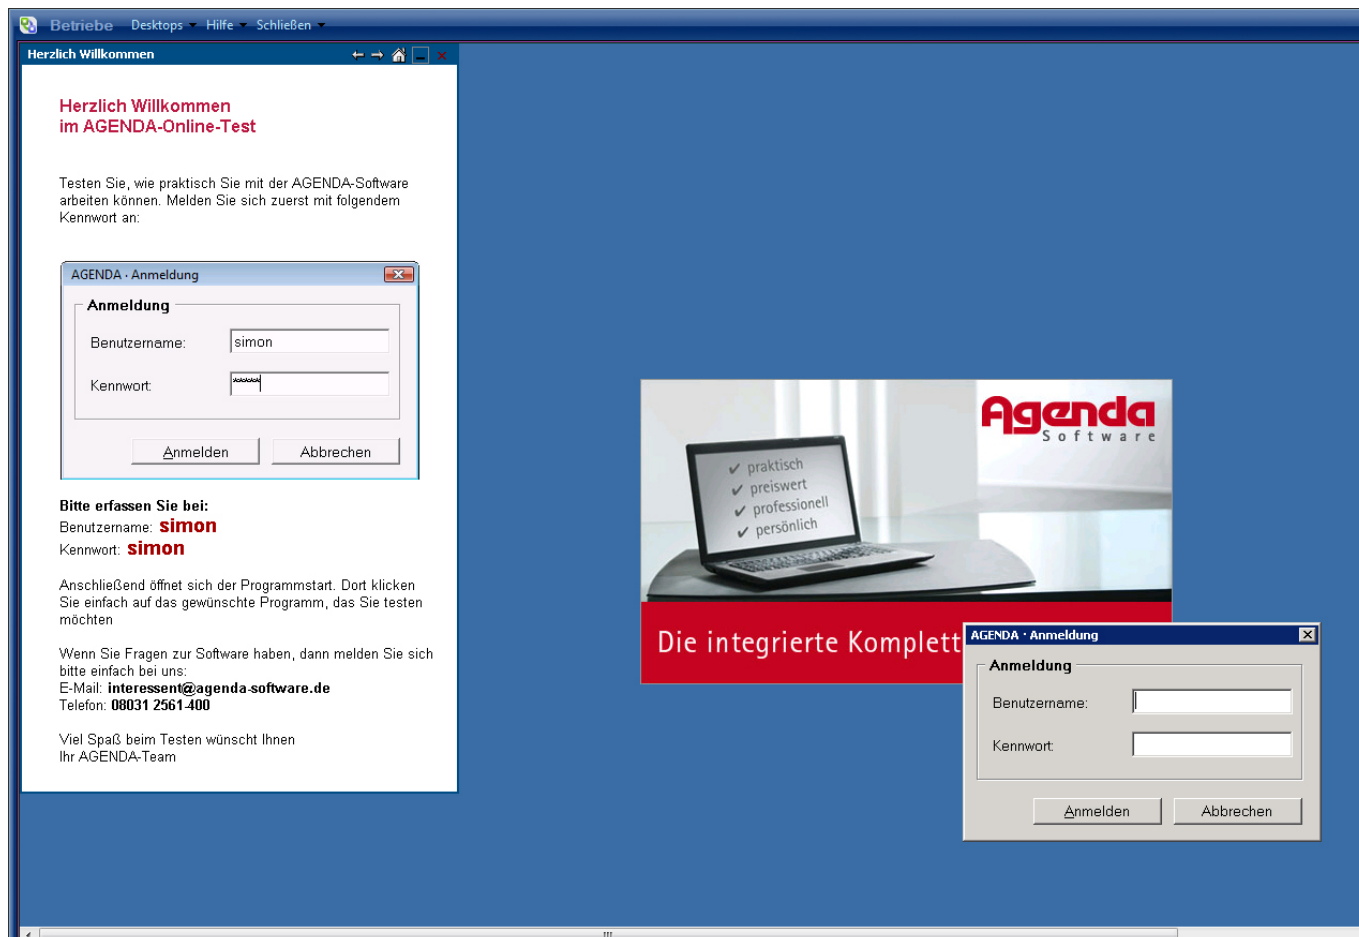 Betriebe Desktops Hilfe Schließen
Herzlich Willkommen
Herzlich Willkommen
im AGENDA-Online-Test
Testen Sie, wie praktisch Sie mit der AGENDA-Software
arbeiten können. Melden Sie sich zuerst mit folgendem
Kennwort an:
AGENDA · Anmeldung
Anmeldung
Benutzername: simon
Kennwort: *****
Anmelden Abbrechen
Bitte erfassen Sie bei:
Benutzername: simon
Kennwort: simon
Anschließend öffnet sich der Programmstart. Dort klicken
Sie einfach auf das gewünschte Programm, das Sie testen
möchten
Wenn Sie Fragen zur Software haben, dann melden Sie sich
bitte einfach bei uns:
E-Mail: interessent@agenda-software.de
Telefon: 08031 2561-400
Viel Spaß beim Testen wünscht Ihnen
Ihr AGENDA-Team
Agenda
Software
✔ praktisch
✔ preiswert
✔ professionell
✔ persönlich
Die integrierte Komplett
AGENDA · Anmeldung
Anmeldung
Benutzername:
Kennwort:
Anmelden Abbrechen